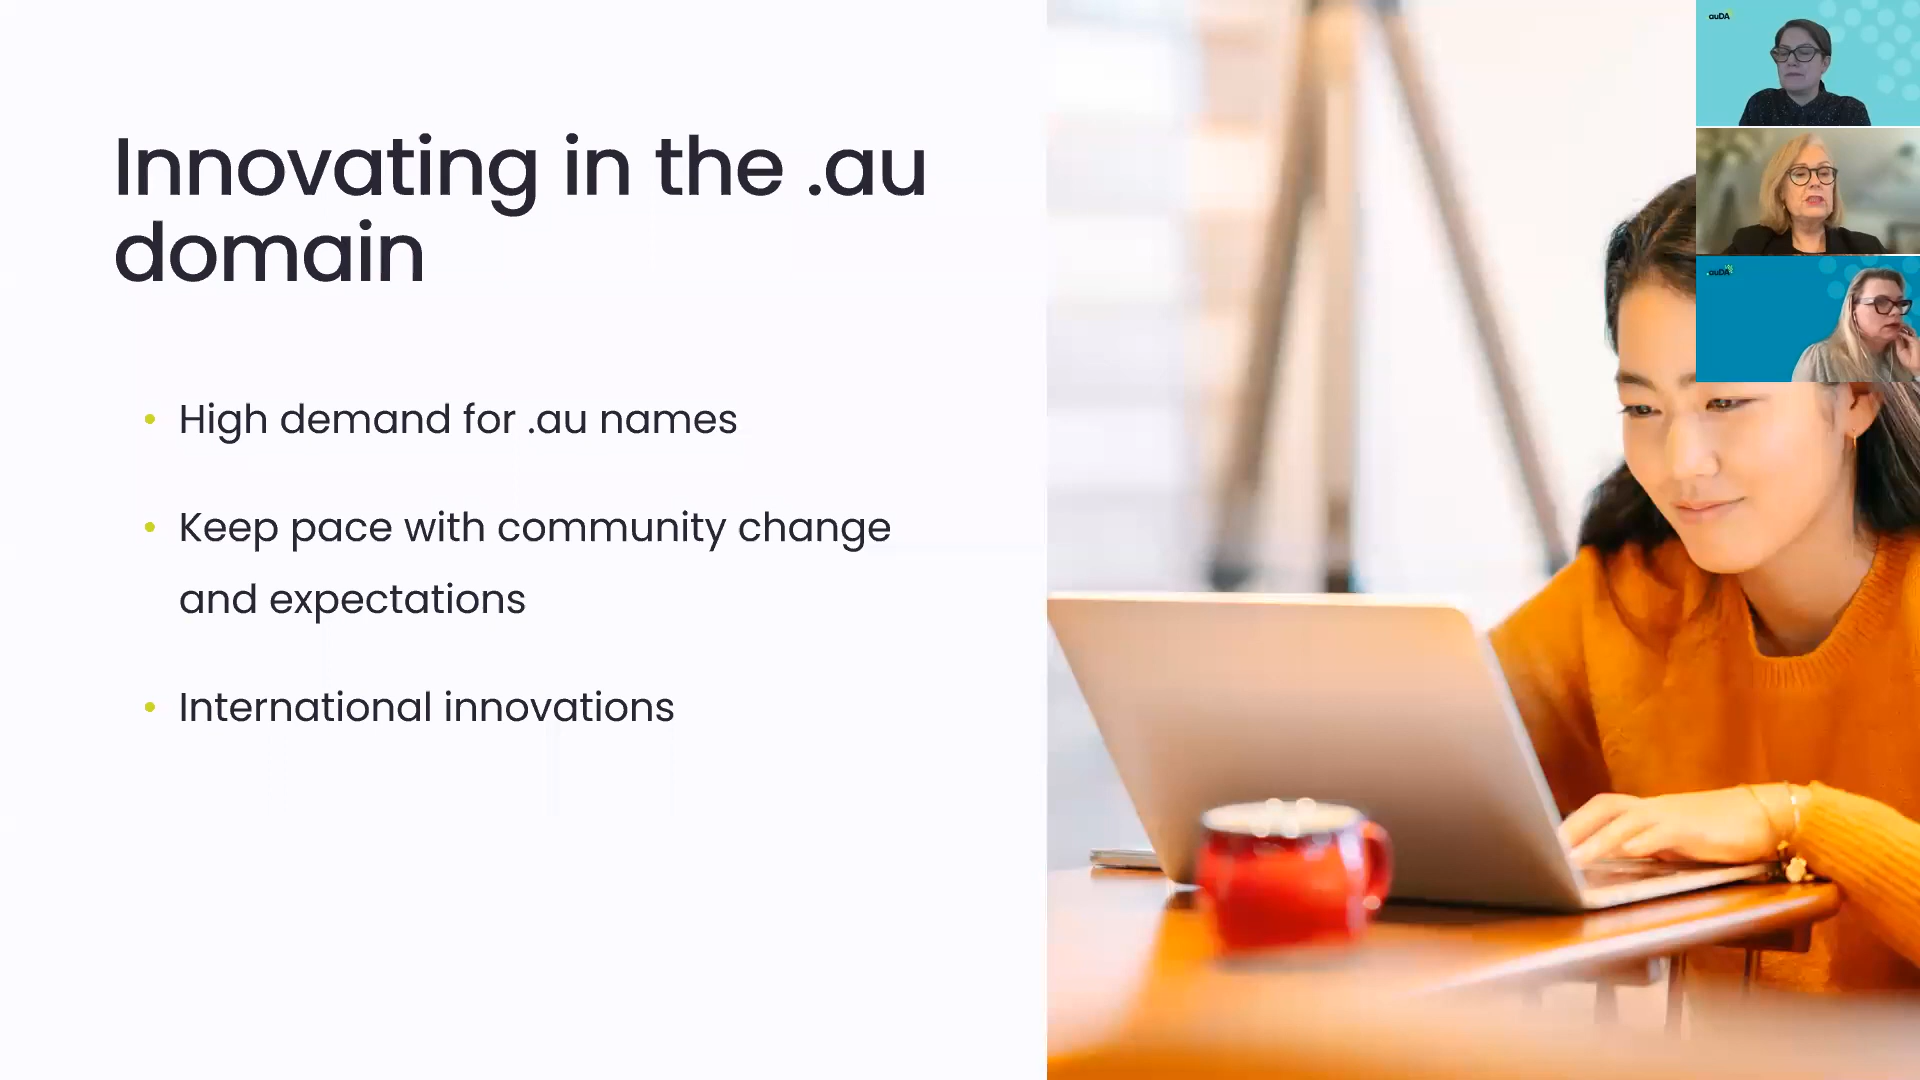 Innovating in the .au
domain
• High demand for .au names
• Keep pace with community change
and expectations
• International innovations
auDA
auDA